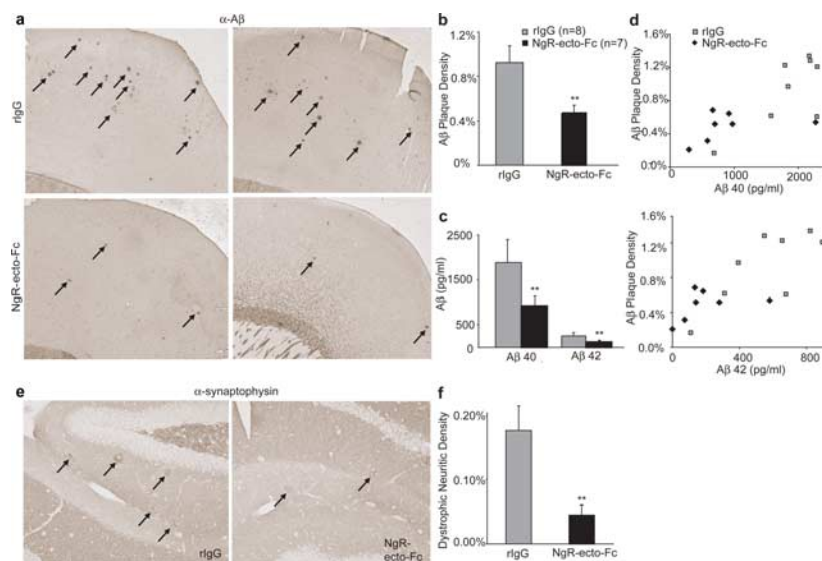 a
α-Aβ
rIgG
NgR-ecto-Fc
b
rIgG (n=8)
NgR-ecto-Fc (n=7)
Aβ Plaque Density
1.2%
0.8%
0.4%
0%
**
rIgG
NgR-ecto-Fc
c
Aβ (pg/ml)
2500
1500
500
0
**
**
Aβ 40
Aβ 42
d
rIgG
NgR-ecto-Fc
Aβ Plaque Density
1.6%
1.2%
0.8%
0.4%
0.0%
0
1000
2000
Aβ 40 (pg/ml)
Aβ Plaque Density
1.6%
1.2%
0.8%
0.4%
0.0%
0
400
800
Aβ 42 (pg/ml)
e
α-synaptophysin
rIgG
NgR-
ecto-Fc
f
Dystrophic Neuritic Density
0.20%
0.10%
0.00%
**
rIgG
NgR-ecto-Fc